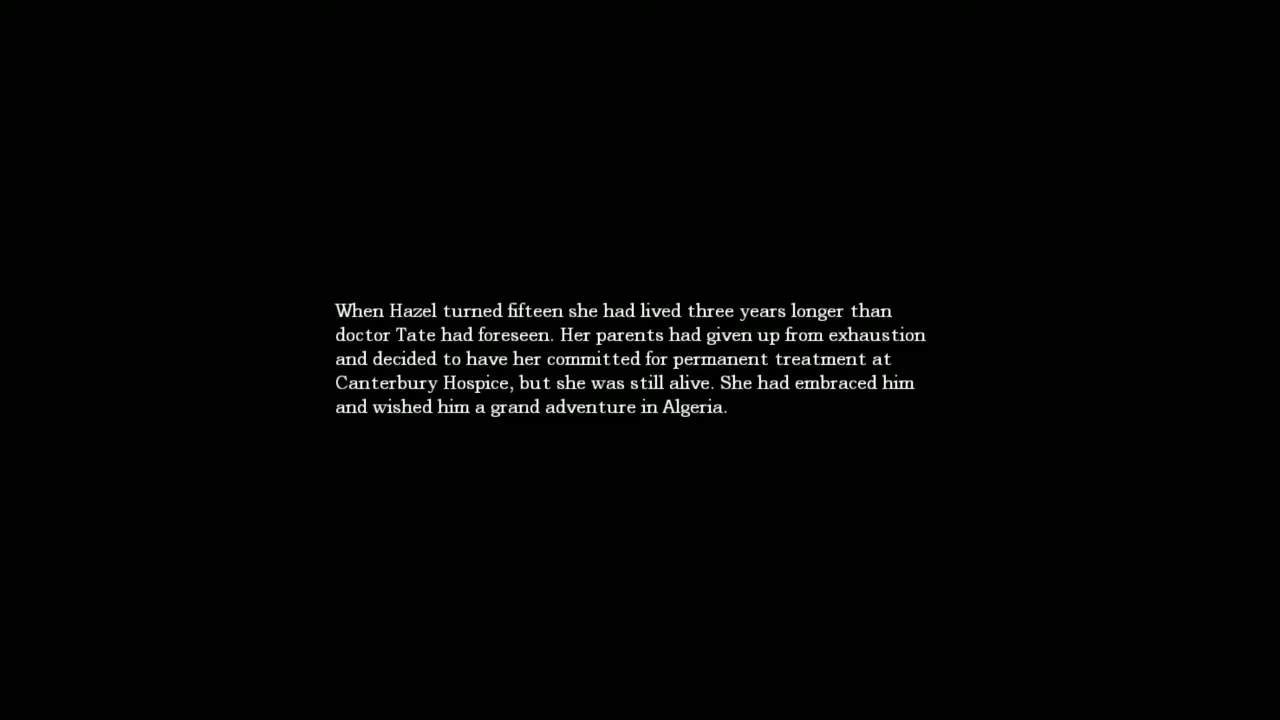 When Hazel turned fifteen she had lived three years longer than
doctor Tate had foreseen. Her parents had given up from exhaustion
and decided to have her committed for permanent treatment at
Canterbury Hospice, but she was still alive. She had embraced him
and wished him a grand adventure in Algeria.